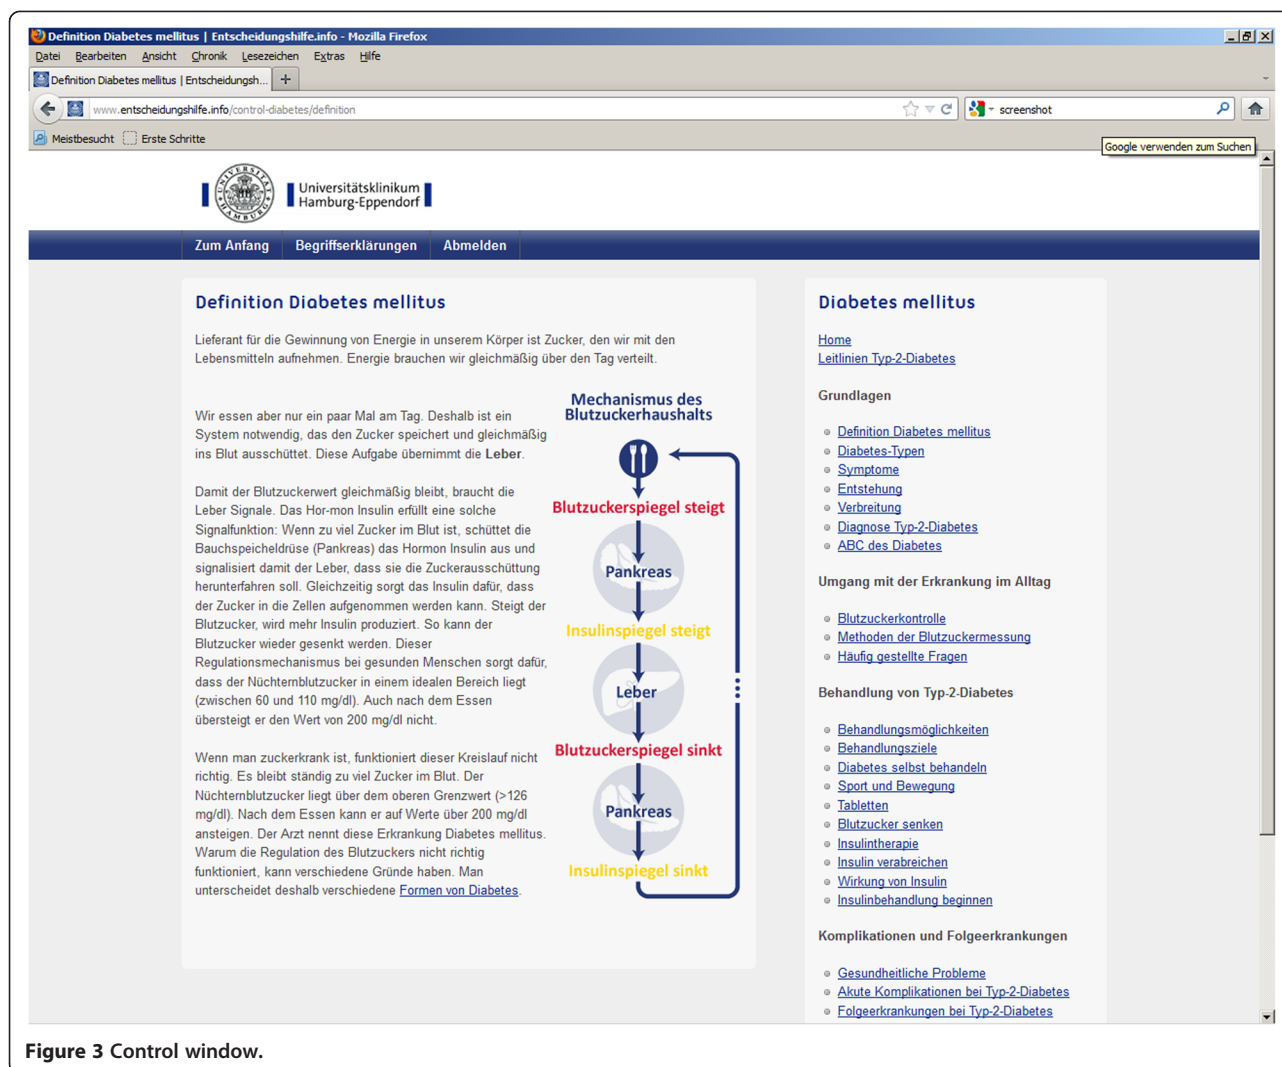 Definition Diabetes mellitus | Entscheidungshilfe.info - Mozilla Firefox
Datei Bearbeiten Ansicht Chronik Lesezeichen Extras Hilfe
Definition Diabetes mellitus | Entscheidungsh...
www.entscheidungshilfe.info/control-diabetes/definition
screenshot
Meistbesucht Erste Schritte
Google verwenden zum Suchen
UNIVERSITÄT HAMBURG
Universitätsklinikum
Hamburg-Eppendorf
Zum Anfang Begriffserklärungen Abmelden
Definition Diabetes mellitus
Lieferant für die Gewinnung von Energie in unserem Körper ist Zucker, den wir mit den
Lebensmitteln aufnehmen. Energie brauchen wir gleichmäßig über den Tag verteilt.
Wir essen aber nur ein paar Mal am Tag. Deshalb ist ein
System notwendig, das den Zucker speichert und gleichmäßig
ins Blut ausschüttet. Diese Aufgabe übernimmt die Leber.
Damit der Blutzuckerwert gleichmäßig bleibt, braucht die
Leber Signale. Das Hor-mon Insulin erfüllt eine solche
Signalfunktion: Wenn zu viel Zucker im Blut ist, schüttet die
Bauchspeicheldrüse (Pankreas) das Hormon Insulin aus und
signalisiert damit der Leber, dass sie die Zuckerausschüttung
herunterfahren soll. Gleichzeitig sorgt das Insulin dafür, dass
der Zucker in die Zellen aufgenommen werden kann. Steigt der
Blutzucker, wird mehr Insulin produziert. So kann der
Blutzucker wieder gesenkt werden. Dieser
Regulationsmechanismus bei gesunden Menschen sorgt dafür,
dass der Nüchternblutzucker in einem idealen Bereich liegt
(zwischen 60 und 110 mg/dl). Auch nach dem Essen
übersteigt er den Wert von 200 mg/dl nicht.
Wenn man zuckerkrank ist, funktioniert dieser Kreislauf nicht
richtig. Es bleibt ständig zu viel Zucker im Blut. Der
Nüchternblutzucker liegt über dem oberen Grenzwert (>126
mg/dl). Nach dem Essen kann er auf Werte über 200 mg/dl
ansteigen. Der Arzt nennt diese Erkrankung Diabetes mellitus.
Warum die Regulation des Blutzuckers nicht richtig
funktioniert, kann verschiedene Gründe haben. Man
unterscheidet deshalb verschiedene Formen von Diabetes.
Mechanismus des
Blutzuckerhaushalts
Blutzuckerspiegel steigt
Pankreas
Insulinspiegel steigt
Leber
Blutzuckerspiegel sinkt
Pankreas
Insulinspiegel sinkt
Diabetes mellitus
Home
Leitlinien Typ-2-Diabetes
Grundlagen
Definition Diabetes mellitus
Diabetes-Typen
Symptome
Entstehung
Verbreitung
Diagnose Typ-2-Diabetes
ABC des Diabetes
Umgang mit der Erkrankung im Alltag
Blutzuckerkontrolle
Methoden der Blutzuckermessung
Häufig gestellte Fragen
Behandlung von Typ-2-Diabetes
Behandlungsmöglichkeiten
Behandlungsziele
Diabetes selbst behandeln
Sport und Bewegung
Tabletten
Blutzucker senken
Insulintherapie
Insulin verabreichen
Wirkung von Insulin
Insulinbehandlung beginnen
Komplikationen und Folgeerkrankungen
Gesundheitliche Probleme
Akute Komplikationen bei Typ-2-Diabetes
Folgeerkrankungen bei Typ-2-Diabetes
Figure 3 Control window.